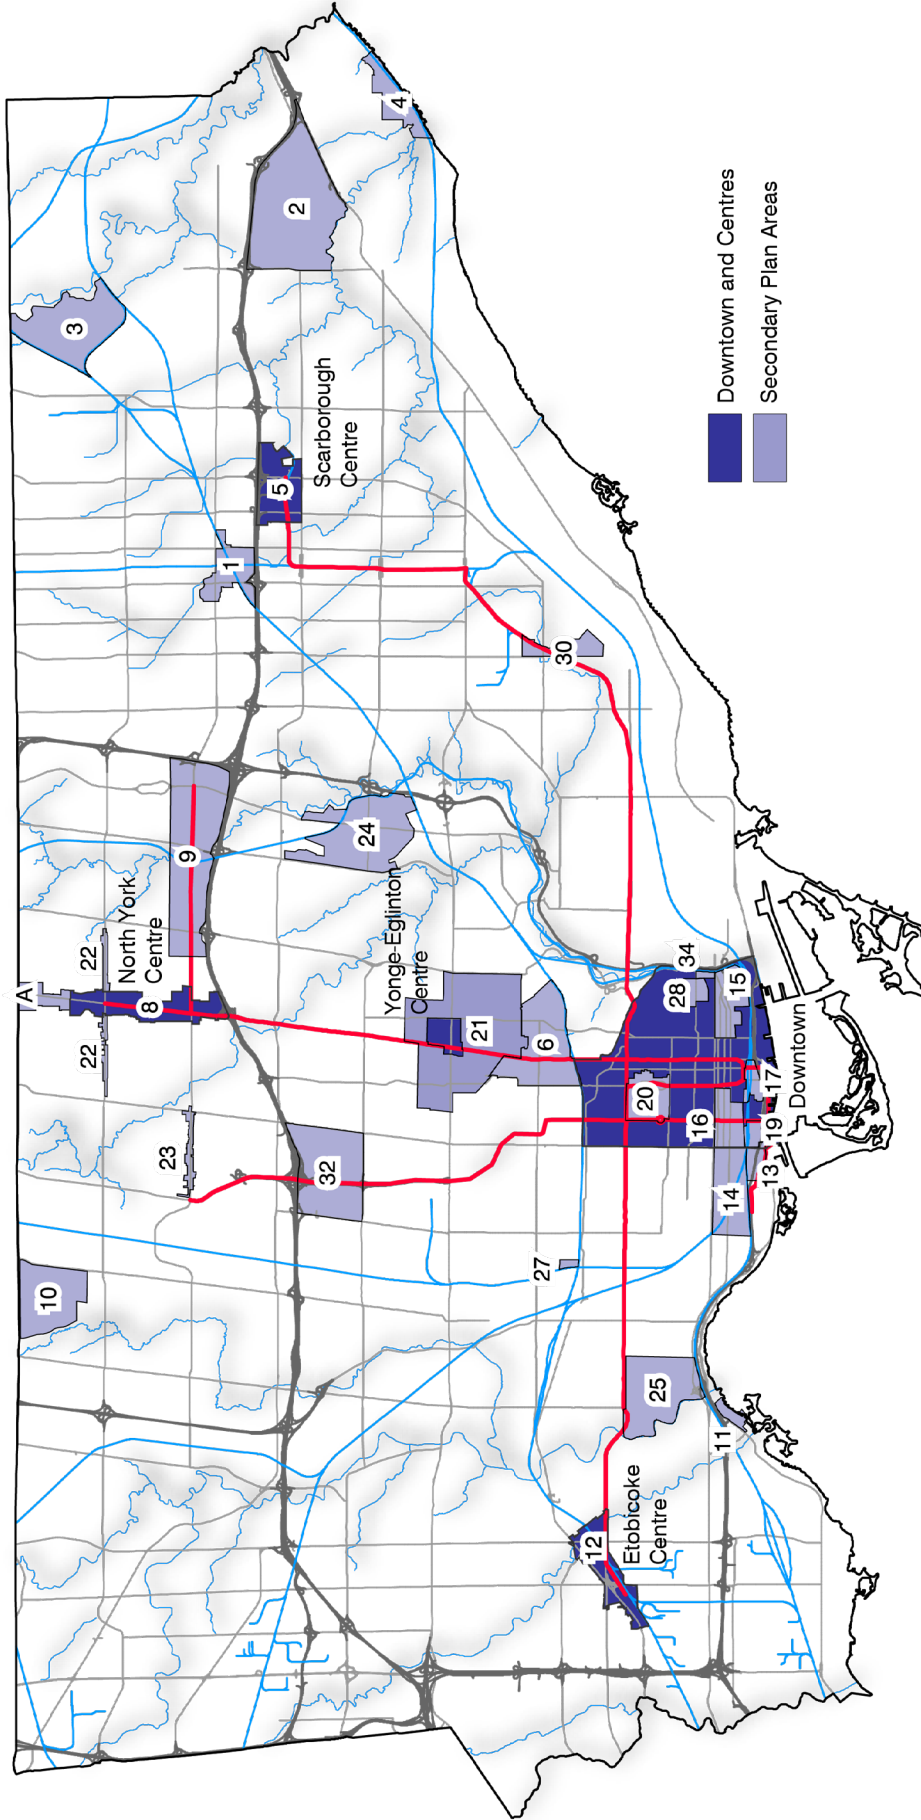 A
10
3
22
22
North York
Centre
8
23
9
1
5
2
Scarborough
Centre
32
24
Yonge-Eglinton
Centre
4
21
27
6
30
12
Etobicoke
Centre
20
25
28
34
16
11
14
15
13
19
17
Downtown
Downtown and Centres
Secondary Plan Areas